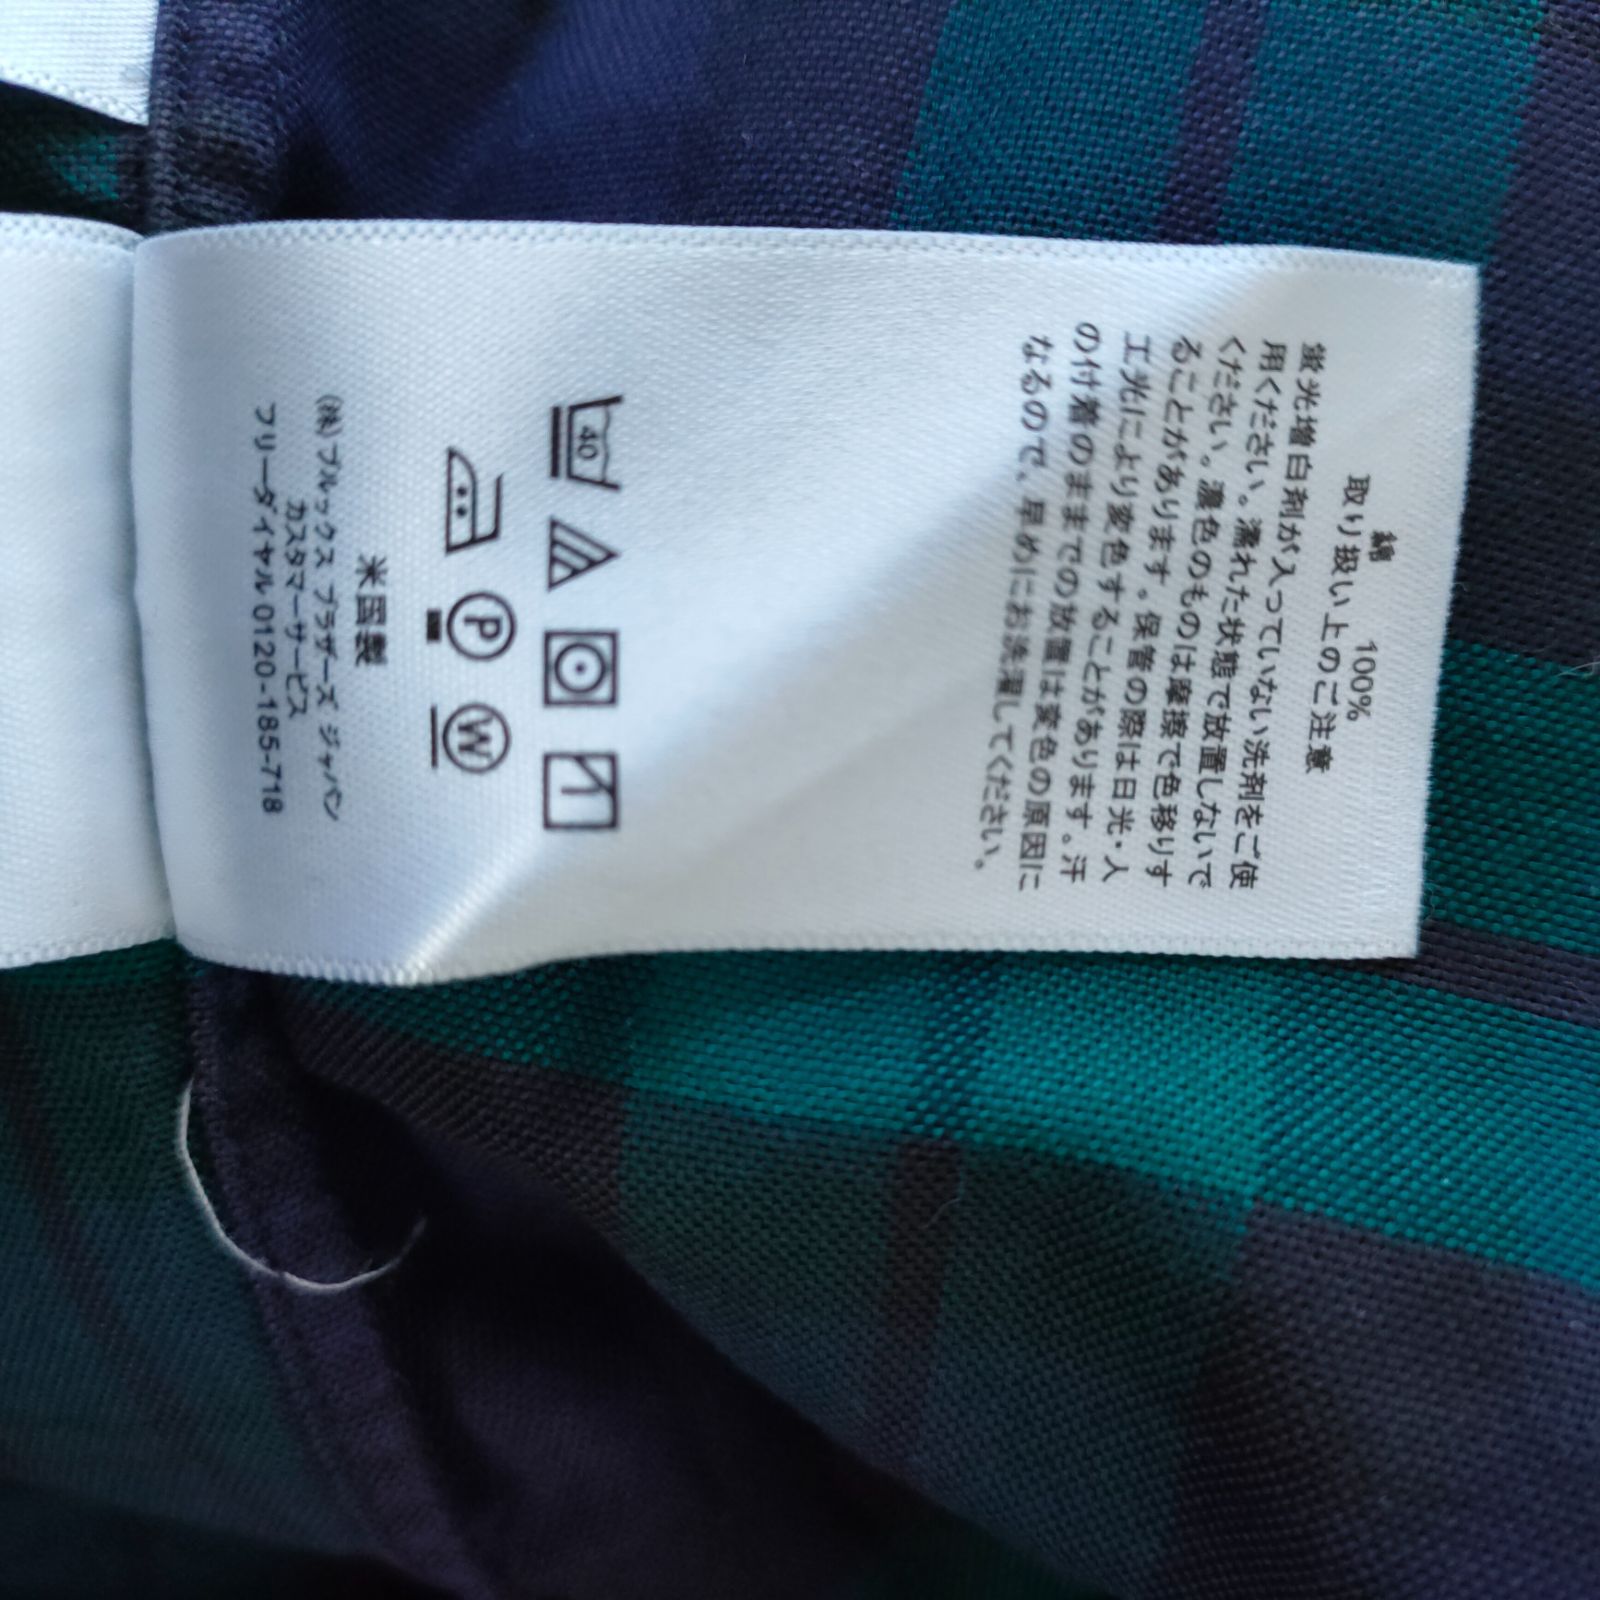 綿 100%
取り扱い上のご注意
蛍光増白剤が入っていない洗剤をご使
用ください。濡れた状態で放置しないで
ください。濃色のものは摩擦で色移りす
ることがあります。保管の際は日光・人
工光により変色することがあります。汗
の付着のままでの放置は変色の原因に
なるので、早めにお洗濯してください。
40
P W
米国製
(株)ブルックス ブラザーズ ジャパン
カスタマーサービス
フリーダイヤル 0120-185-718